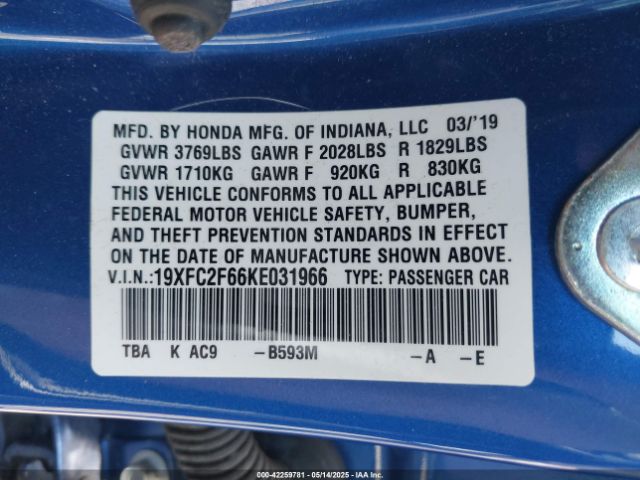 MFD. BY HONDA MFG. OF INDIANA, LLC 03/'19
GVWR 3769LBS GAWR F 2028LBS R 1829LBS
GVWR 1710KG GAWR F 920KG R 830KG
THIS VEHICLE CONFORMS TO ALL APPLICABLE
FEDERAL MOTOR VEHICLE SAFETY, BUMPER,
AND THEFT PREVENTION STANDARDS IN EFFECT
ON THE DATE OF MANUFACTURE SHOWN ABOVE.
V.I.N.: 19XFC2F66KE031966 TYPE: PASSENGER CAR
TBA K AC9 -B593M -A -E
000-42259781 - 05/14/2025 - COPYRIGHT IAA, LLC